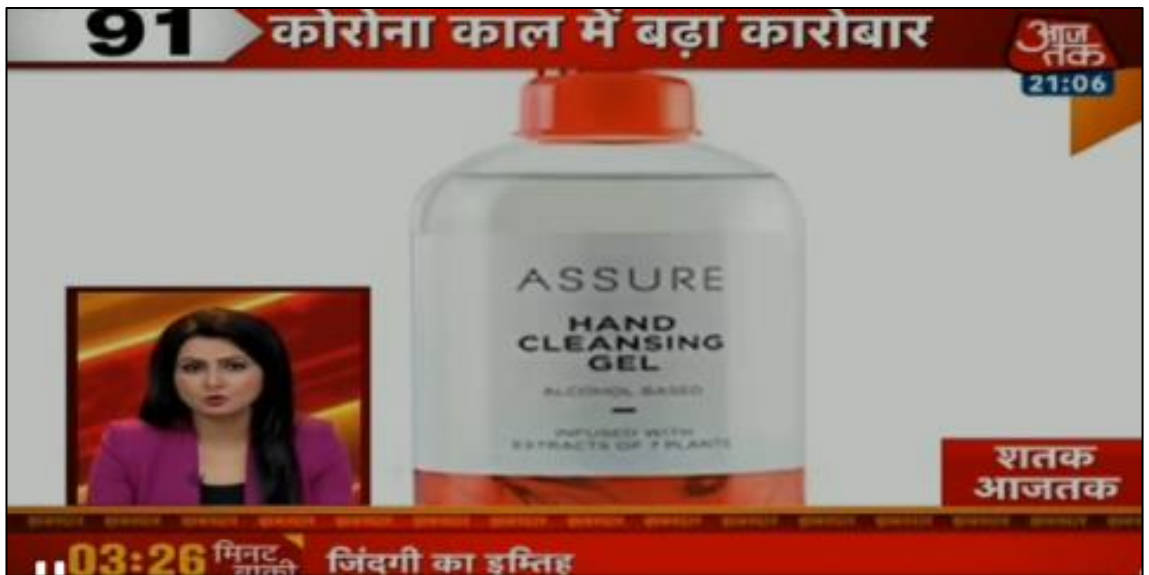 91 कोरोना काल में बढ़ा कारोबार
आज
तक
21:06
ASSURE
HAND
CLEANSING
GEL
ALCOHOL BASED
INFUSED WITH
EXTRACTS OF 7 PLANTS
शतक
आजतक
03:26 मिनट
बाकी
जिंदगी का इम्तिह